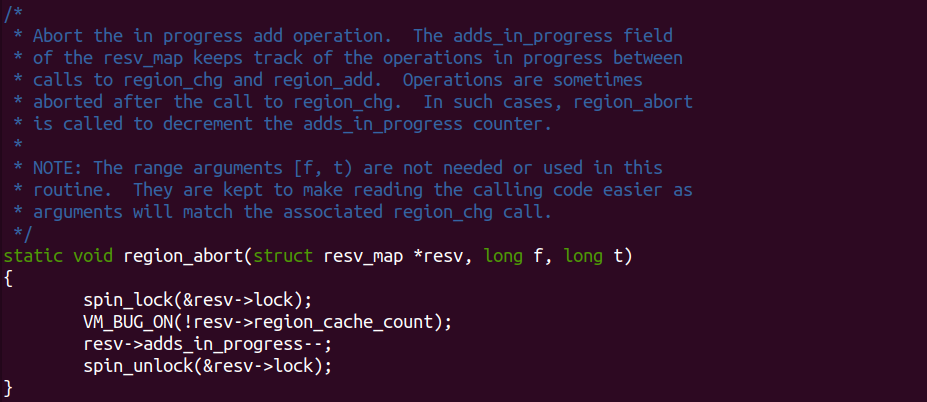 /*
 * Abort the in progress add operation.  The adds_in_progress field
 * of the resv_map keeps track of the operations in progress between
 * calls to region_chg and region_add.  Operations are sometimes
 * aborted after the call to region_chg.  In such cases, region_abort
 * is called to decrement the adds_in_progress counter.
 *
 * NOTE: The range arguments [f, t) are not needed or used in this
 * routine.  They are kept to make reading the calling code easier as
 * arguments will match the associated region_chg call.
 */
static void region_abort(struct resv_map *resv, long f, long t)
{
        spin_lock(&resv->lock);
        VM_BUG_ON(!resv->region_cache_count);
        resv->adds_in_progress--;
        spin_unlock(&resv->lock);
}